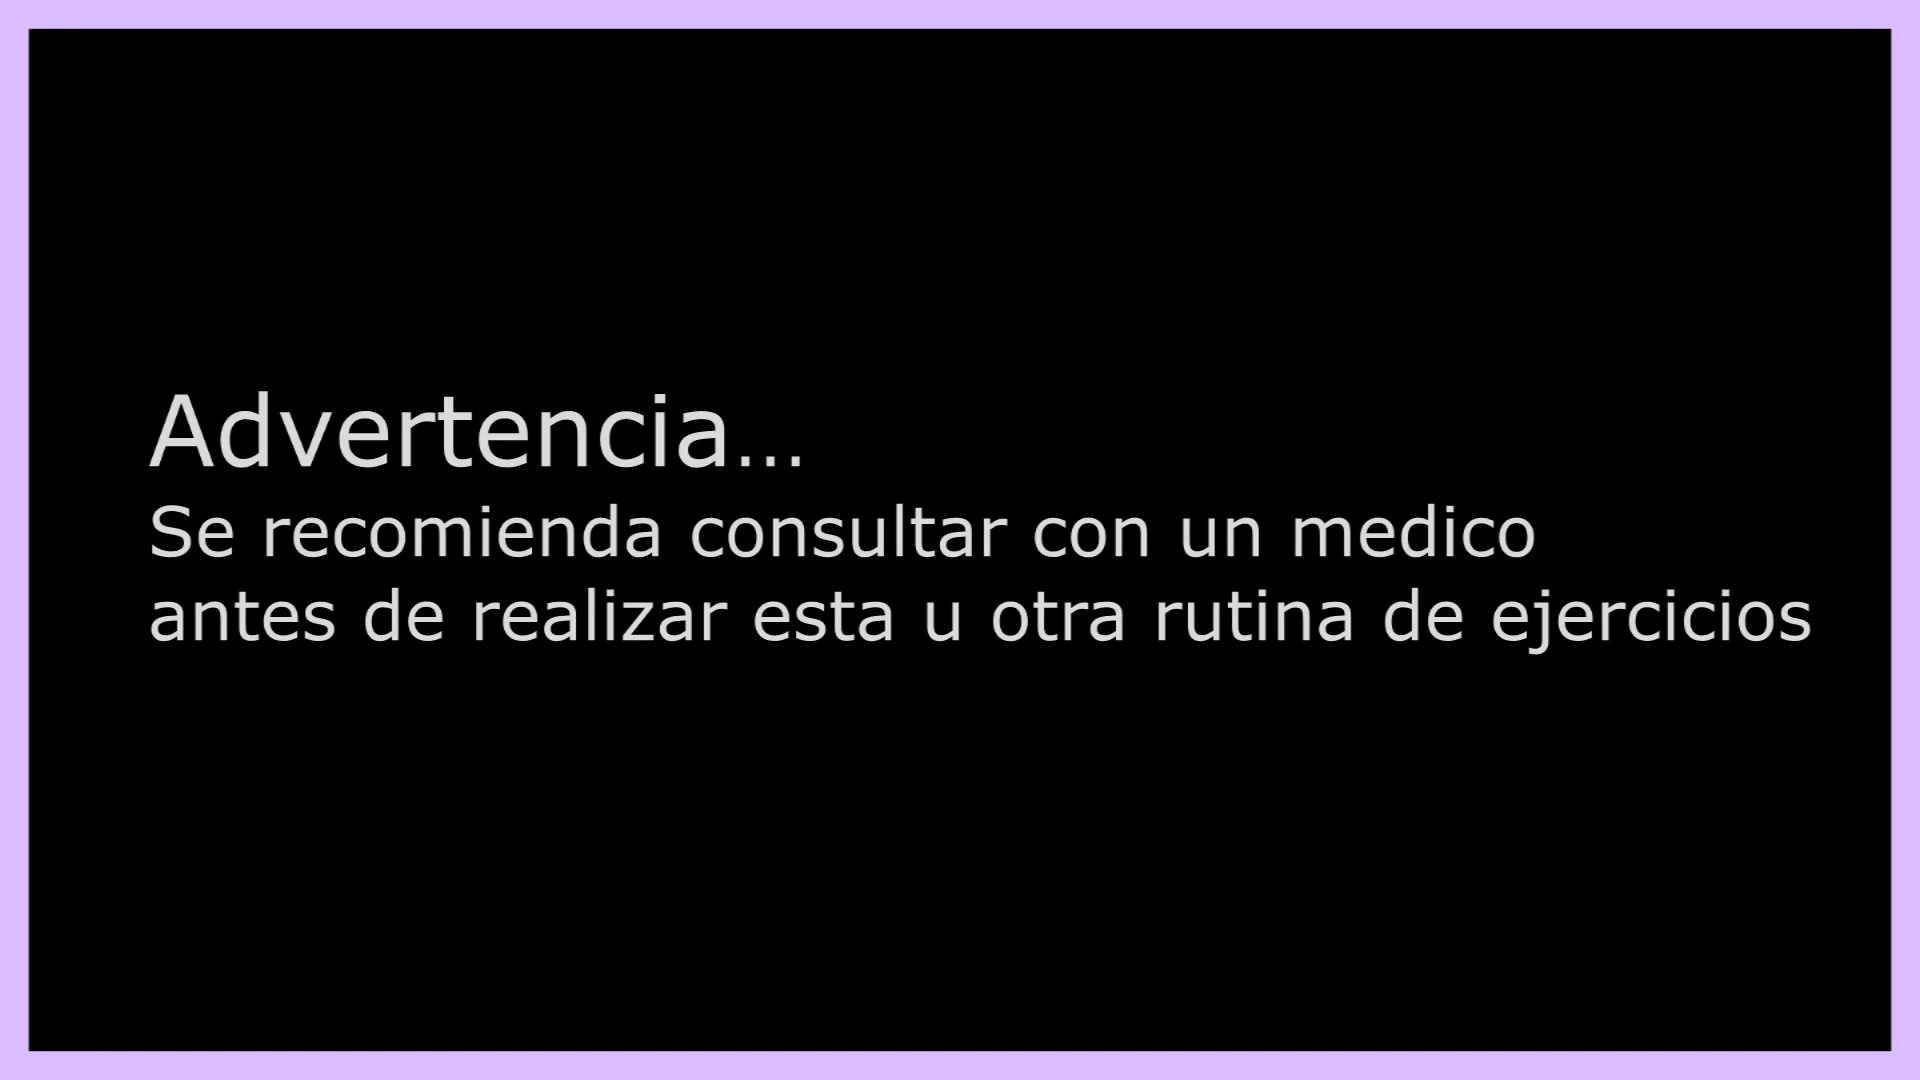 Advertencia...
Se recomienda consultar con un medico
antes de realizar esta u otra rutina de ejercicios